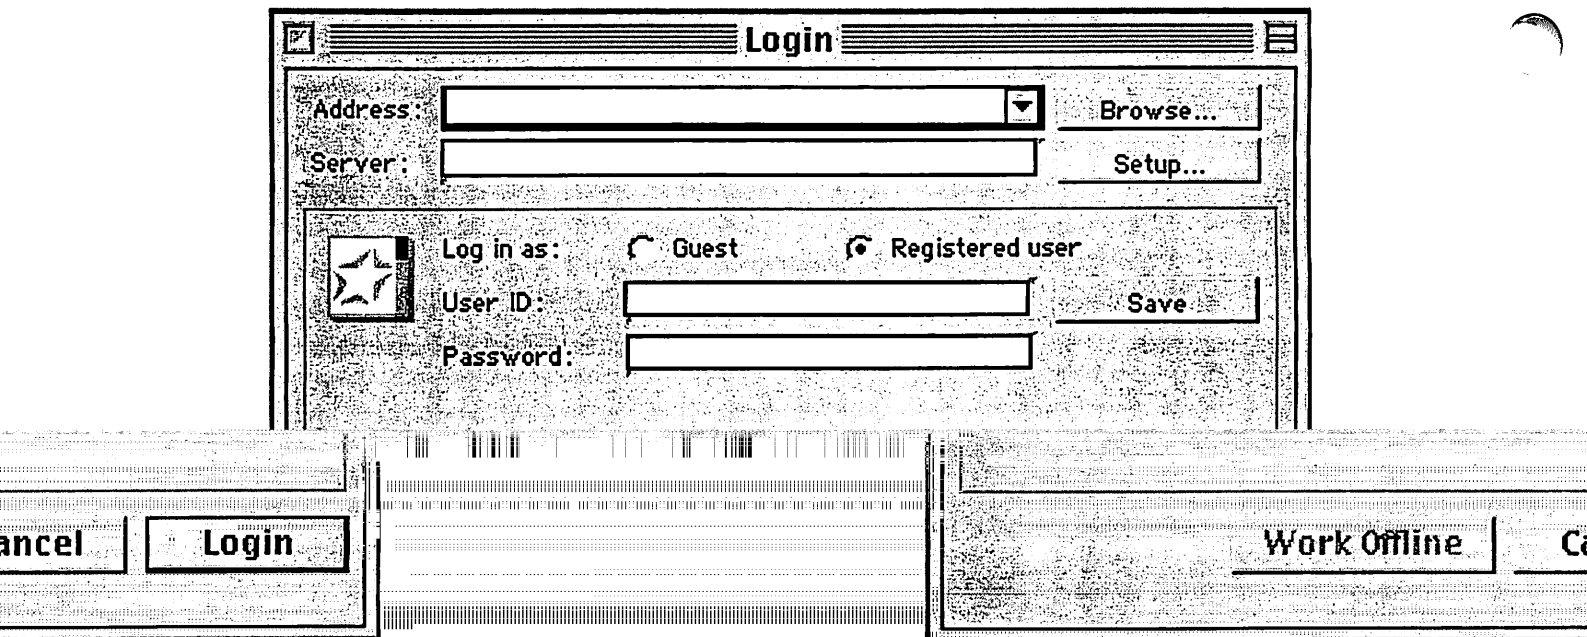 Login
Address:
Browse...
Server:
Setup...
Log in as: Guest Registered user
User ID:
Save
Password:
ancel Login Work Offline Ca